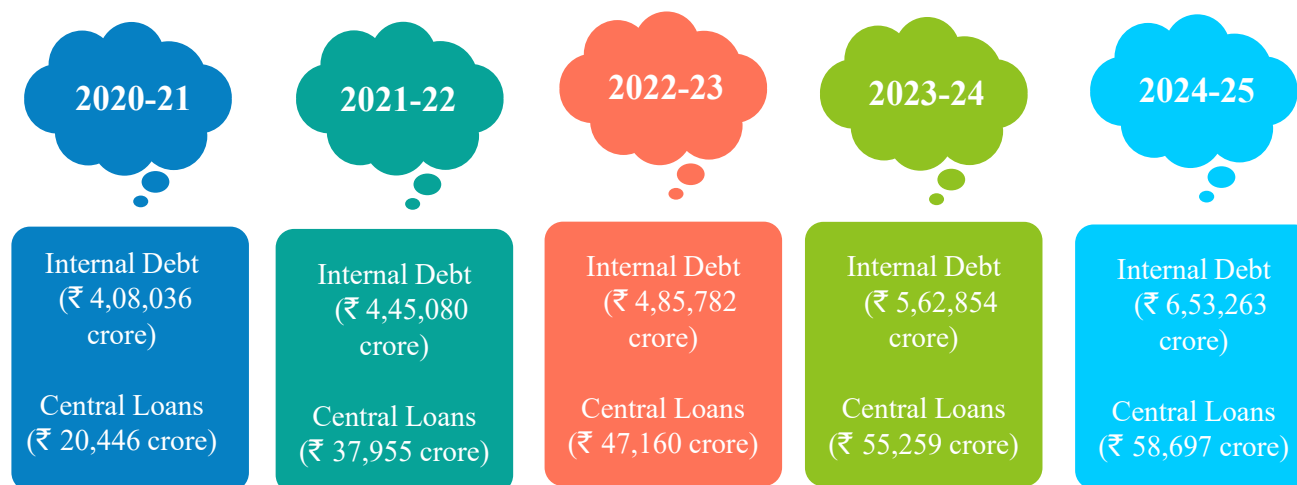 2020-21
2021-22
2022-23
2023-24
2024-25
Internal Debt
(₹ 4,08,036
crore)
Central Loans
(₹ 20,446 crore)
Internal Debt
(₹ 4,45,080
crore)
Central Loans
(₹ 37,955 crore)
Internal Debt
(₹ 4,85,782
crore)
Central Loans
(₹ 47,160 crore)
Internal Debt
(₹ 5,62,854
crore)
Central Loans
(₹ 55,259 crore)
Internal Debt
(₹ 6,53,263
crore)
Central Loans
(₹ 58,697 crore)